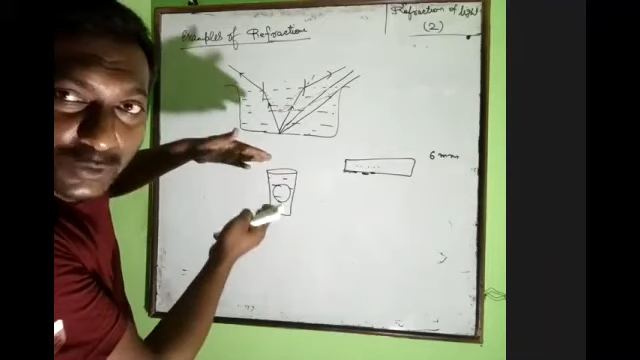 Examples of Refraction
Refraction of light
(2)
6 mm